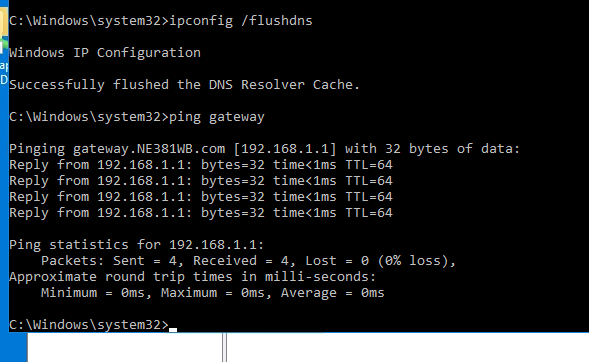 C:\Windows\system32>ipconfig /flushdns
Windows IP Configuration
Successfully flushed the DNS Resolver Cache.
C:\Windows\system32>ping gateway
Pinging gateway.NE381WB.com [192.168.1.1] with 32 bytes of data:
Reply from 192.168.1.1: bytes=32 time<1ms TTL=64
Reply from 192.168.1.1: bytes=32 time<1ms TTL=64
Reply from 192.168.1.1: bytes=32 time<1ms TTL=64
Reply from 192.168.1.1: bytes=32 time<1ms TTL=64
Ping statistics for 192.168.1.1:
    Packets: Sent = 4, Received = 4, Lost = 0 (0% loss),
Approximate round trip times in milli-seconds:
    Minimum = 0ms, Maximum = 0ms, Average = 0ms
C:\Windows\system32>